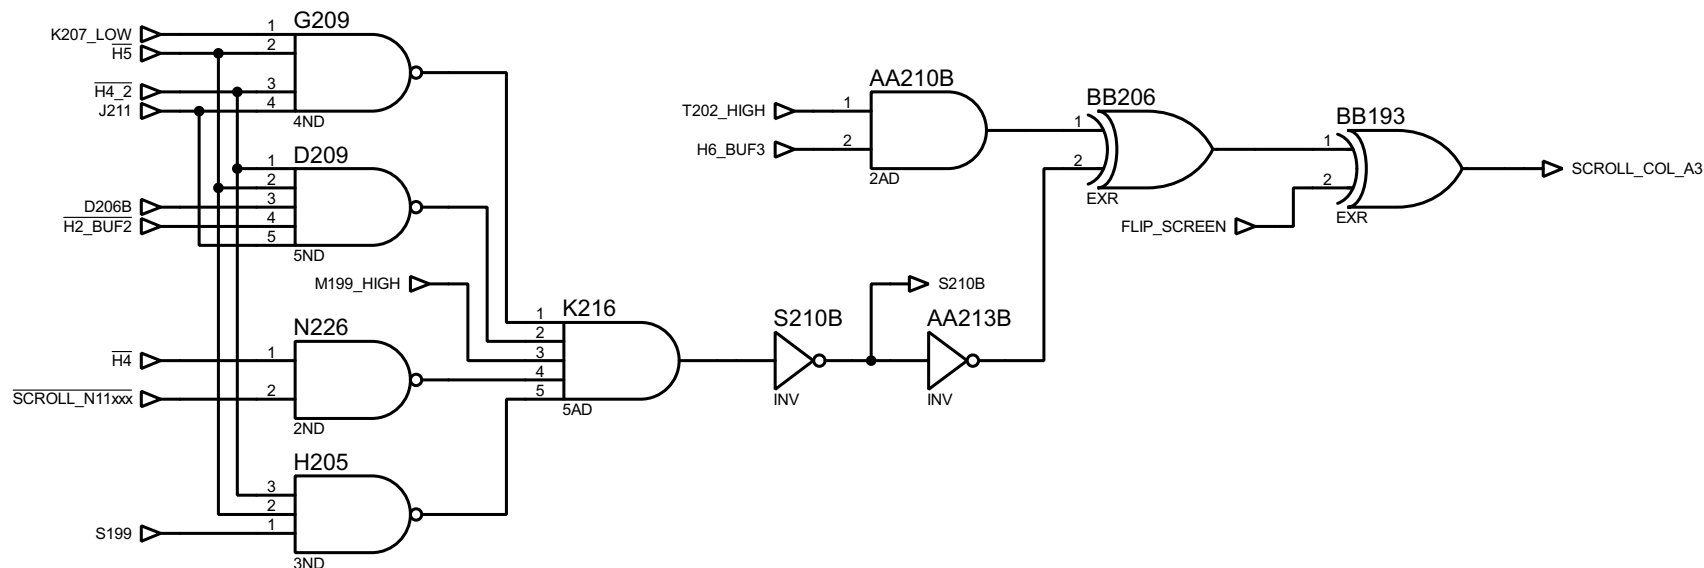 G209
K207_LOW 1
H5 2
H4_2 3
J211 4
4ND
D209
1
2
D206B 3
H2_BUF2 4
5
5ND
M199_HIGH
N226
H4 1
SCROLL_N11xxx 2
2ND
H205
3
2
S199 1
3ND
K216
1
2
3
4
5
5AD
S210B
INV
S210B
AA213B
INV
AA210B
T202_HIGH 1
H6_BUF3 2
2AD
BB206
1
2
EXR
BB193
1
2
FLIP_SCREEN
EXR
SCROLL_COL_A3